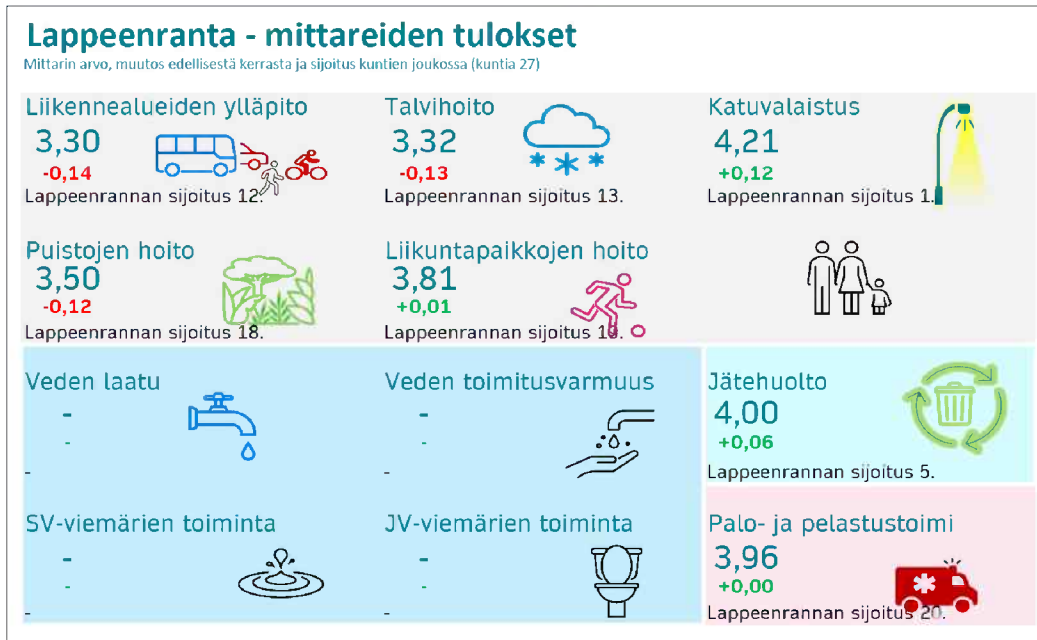 Lappeenranta - mittareiden tulokset
Mittarin arvo, muutos edellisestä kerrasta ja sijoitus kuntien joukossa (kuntia 27)
Liikennealueiden ylläpito
3,30
-0,14
Lappeenrannan sijoitus 12.
Talvihoito
3,32
-0,13
Lappeenrannan sijoitus 13.
Katuvalaistus
4,21
+0,12
Lappeenrannan sijoitus 1.
Puistojen hoito
3,50
-0,12
Lappeenrannan sijoitus 18.
Liikuntapaikkojen hoito
3,81
+0,01
Lappeenrannan sijoitus 19.
Veden laatu
-
-
-
Veden toimitusvarmuus
-
-
-
Jätehuolto
4,00
+0,06
Lappeenrannan sijoitus 5.
SV-viemärien toiminta
-
-
-
JV-viemärien toiminta
-
-
-
Palo- ja pelastustoimi
3,96
+0,00
Lappeenrannan sijoitus 20.